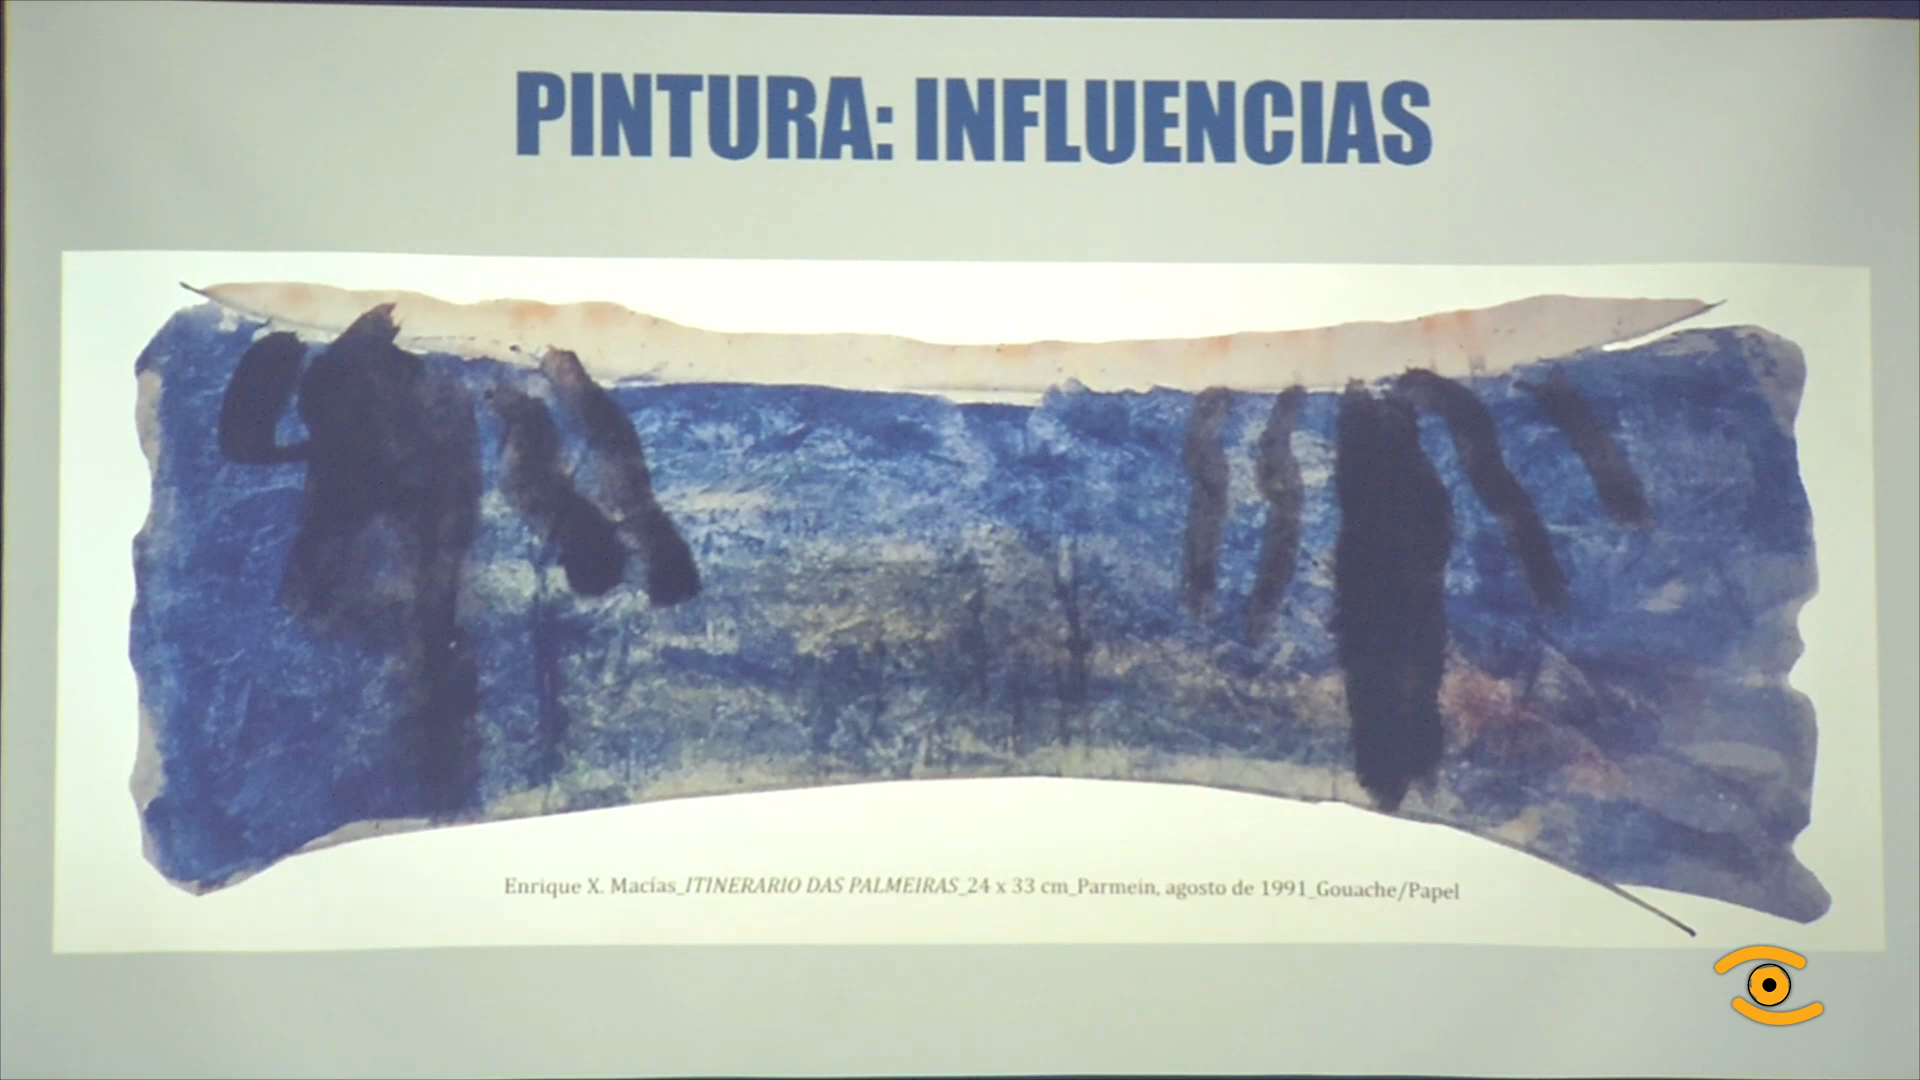 PINTURA: INFLUENCIAS
Enrique X. Macías_ITINERARIO DAS PALMEIRAS_24 x 33 cm_Parmein, agosto de 1991_Gouache/Papel